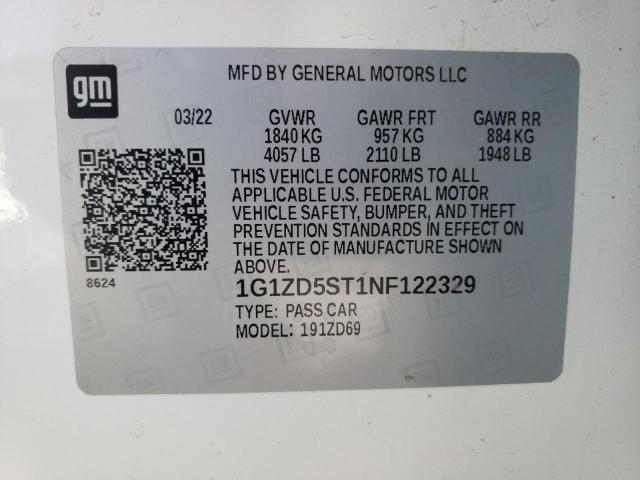 gm
MFD BY GENERAL MOTORS LLC
03/22 GVWR GAWR FRT GAWR RR
1840 KG 957 KG 884 KG
4057 LB 2110 LB 1948 LB
THIS VEHICLE CONFORMS TO ALL
APPLICABLE U.S. FEDERAL MOTOR
VEHICLE SAFETY, BUMPER, AND THEFT
PREVENTION STANDARDS IN EFFECT ON
THE DATE OF MANUFACTURE SHOWN
ABOVE.
8624
1G1ZD5ST1NF122329
TYPE: PASS CAR
MODEL: 191ZD69